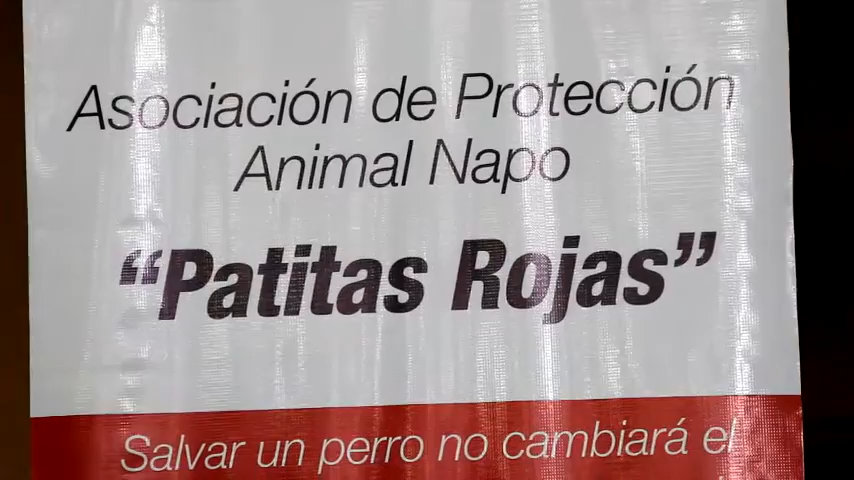 Asociación de Protección
Animal Napo
“Patitas Rojas”
Salvar un perro no cambiará el